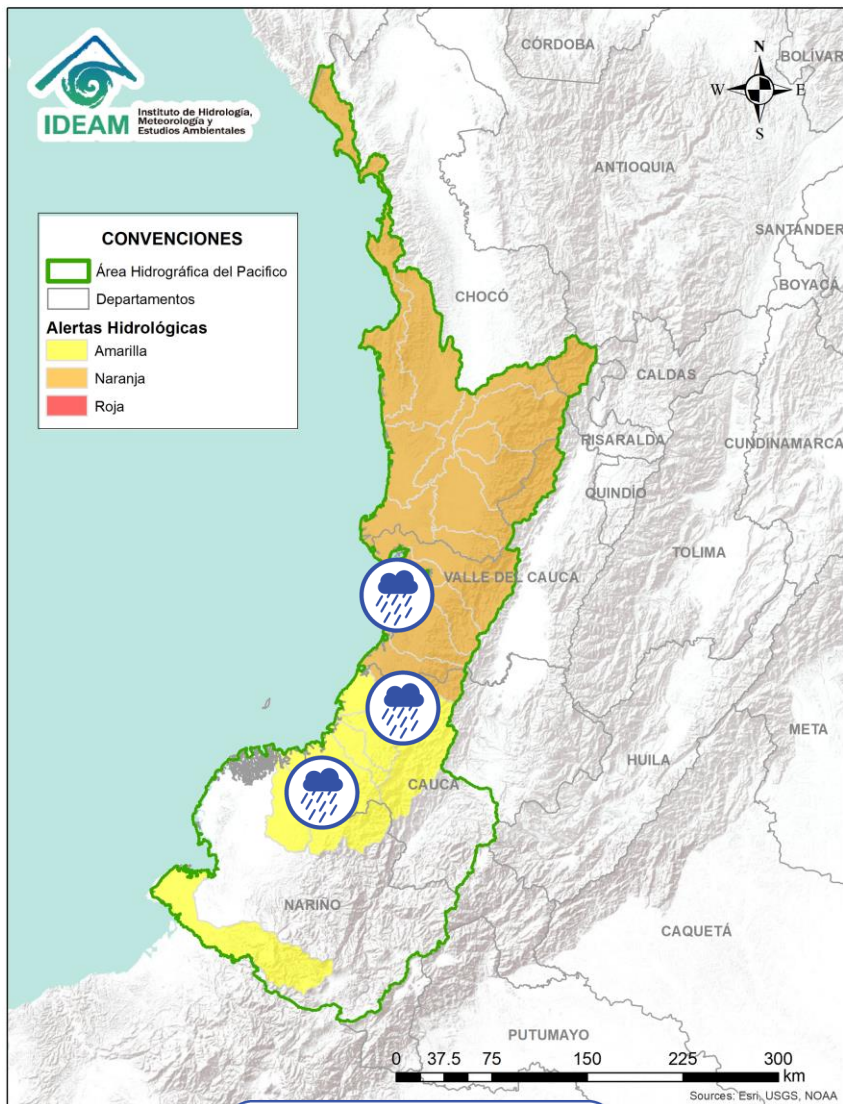 IDEAM
Instituto de Hidrología,
Meteorología y
Estudios Ambientales
N
W
E
S
CONVENCIONES
Área Hidrográfica del Pacifico
Departamentos
Alertas Hidrológicas
Amarilla
Naranja
Roja
CÓRDOBA
BOLÍVAR
ANTIOQUIA
SANTANDER
BOYACÁ
CHOCÓ
CALDAS
RISARALDA
CUNDINAMARCA
QUINDÍO
TOLIMA
VALLE DEL CAUCA
META
HUILA
CAUCA
NARIÑO
CAQUETÁ
PUTUMAYO
0 37.5 75 150 225 300
km
Sources: Esri, USGS, NOAA